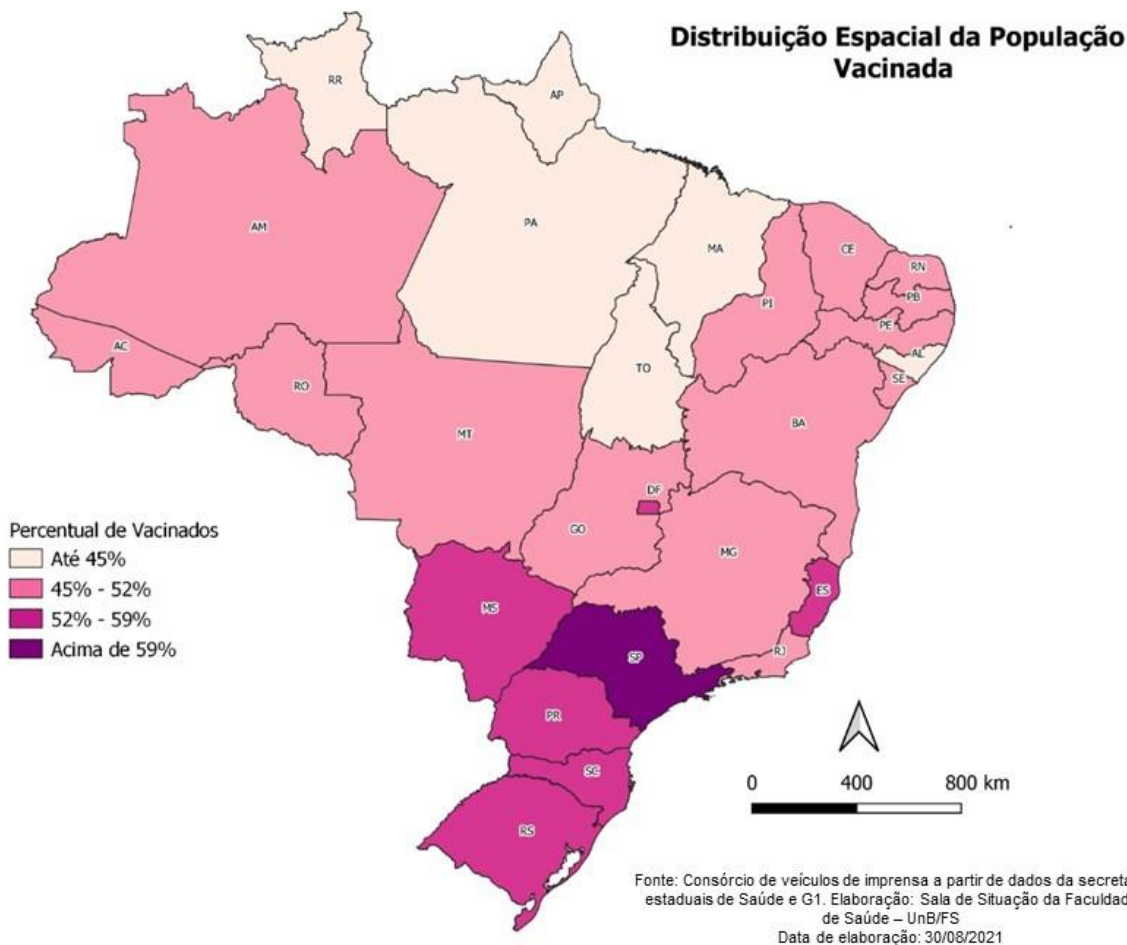 Distribuição Espacial da População
Vacinada
RR
AP
AM
PA
MA
CE
RN
PB
PI
PE
AL
SE
AC
TO
RO
BA
MT
DF
GO
MG
ES
MS
SP
RJ
PR
SC
RS
Percentual de Vacinados
Até 45%
45% - 52%
52% - 59%
Acima de 59%
0 400 800 km
Fonte: Consórcio de veículos de imprensa a partir de dados da secreta
estaduais de Saúde e G1. Elaboração: Sala de Situação da Faculdad
de Saúde – UnB/FS
Data de elaboração: 30/08/2021